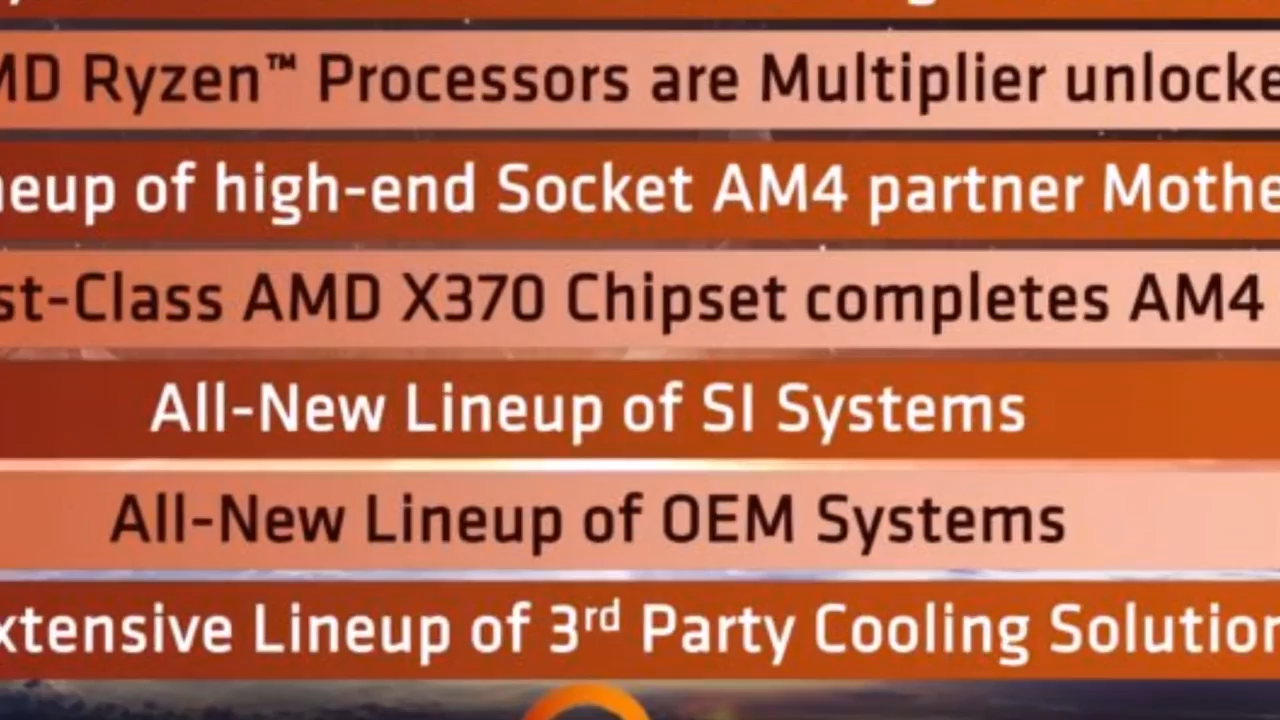 MD Ryzen™ Processors are Multiplier unlocke
neup of high-end Socket AM4 partner Mothe
st-Class AMD X370 Chipset completes AM4
All-New Lineup of SI Systems
All-New Lineup of OEM Systems
xtensive Lineup of 3rd Party Cooling Solution